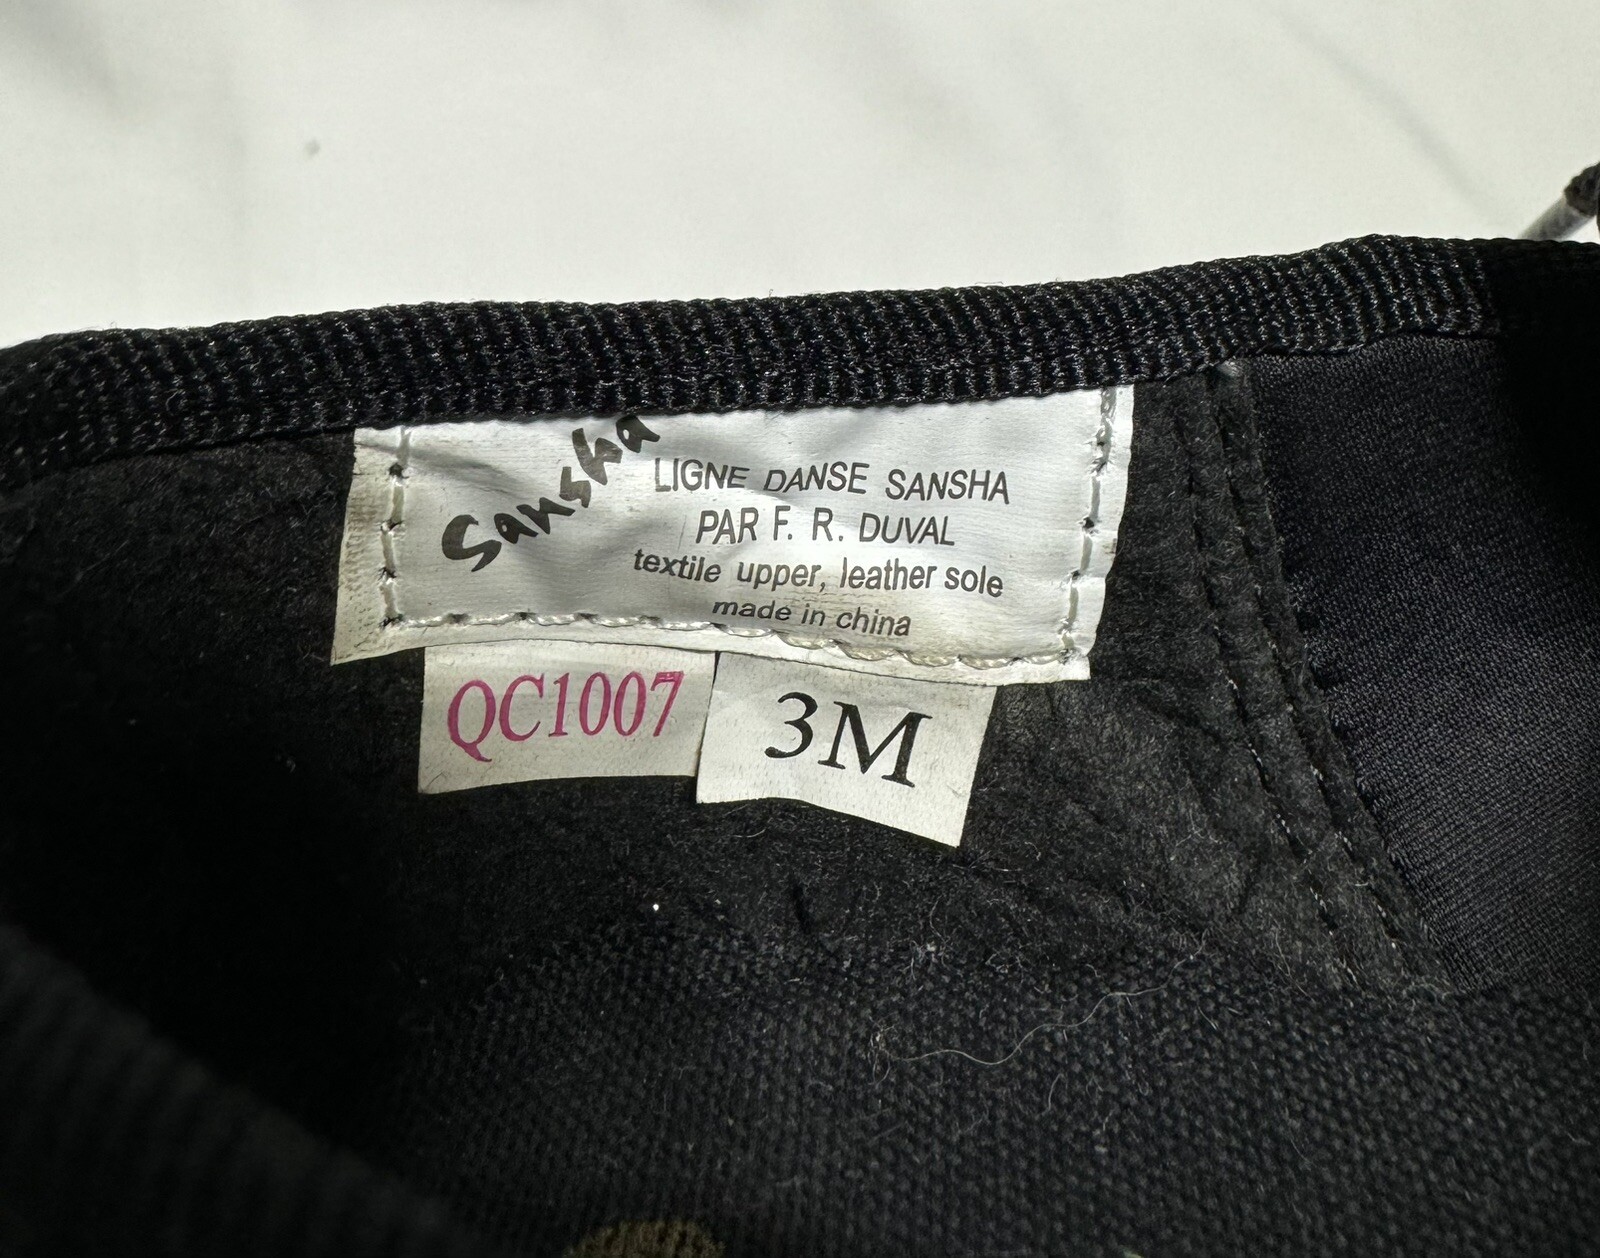 Sansha
LIGNE DANSE SANSHA
PAR F. R. DUVAL
textile upper, leather sole
made in china
QC1007
3M